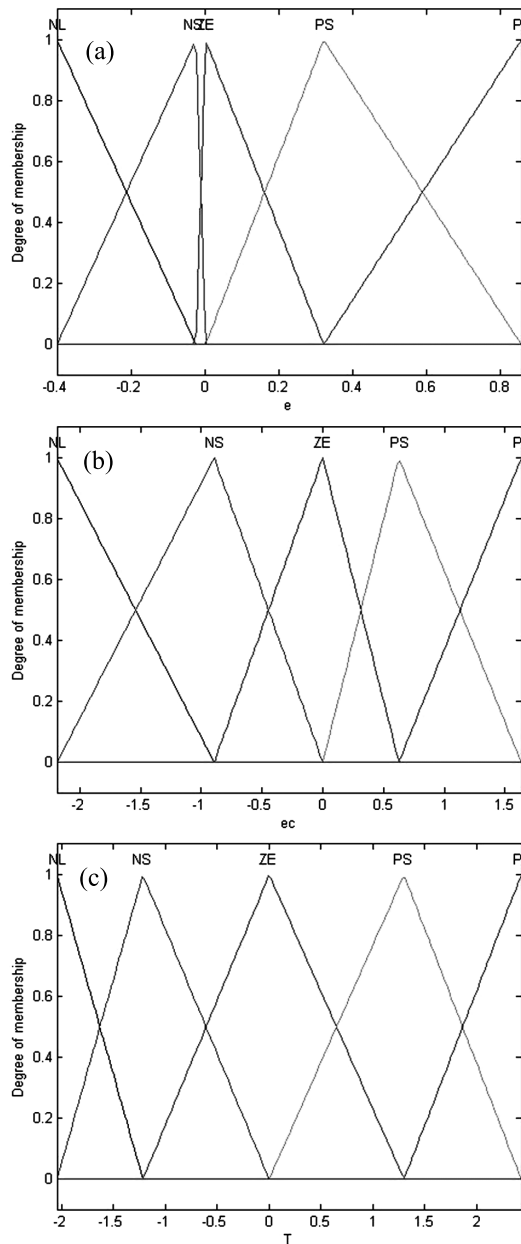 NL NS ZE PS P
(a)
1
0.8
0.6
0.4
0.2
0
Degree of membership
-0.4 -0.2 0 0.2 0.4 0.6 0.8
e
NL NS ZE PS P
(b)
1
0.8
0.6
0.4
0.2
0
Degree of membership
-2 -1.5 -1 -0.5 0 0.5 1 1.5
ec
NL NS ZE PS P
(c)
1
0.8
0.6
0.4
0.2
0
Degree of membership
-2 -1.5 -1 -0.5 0 0.5 1 1.5 2
T